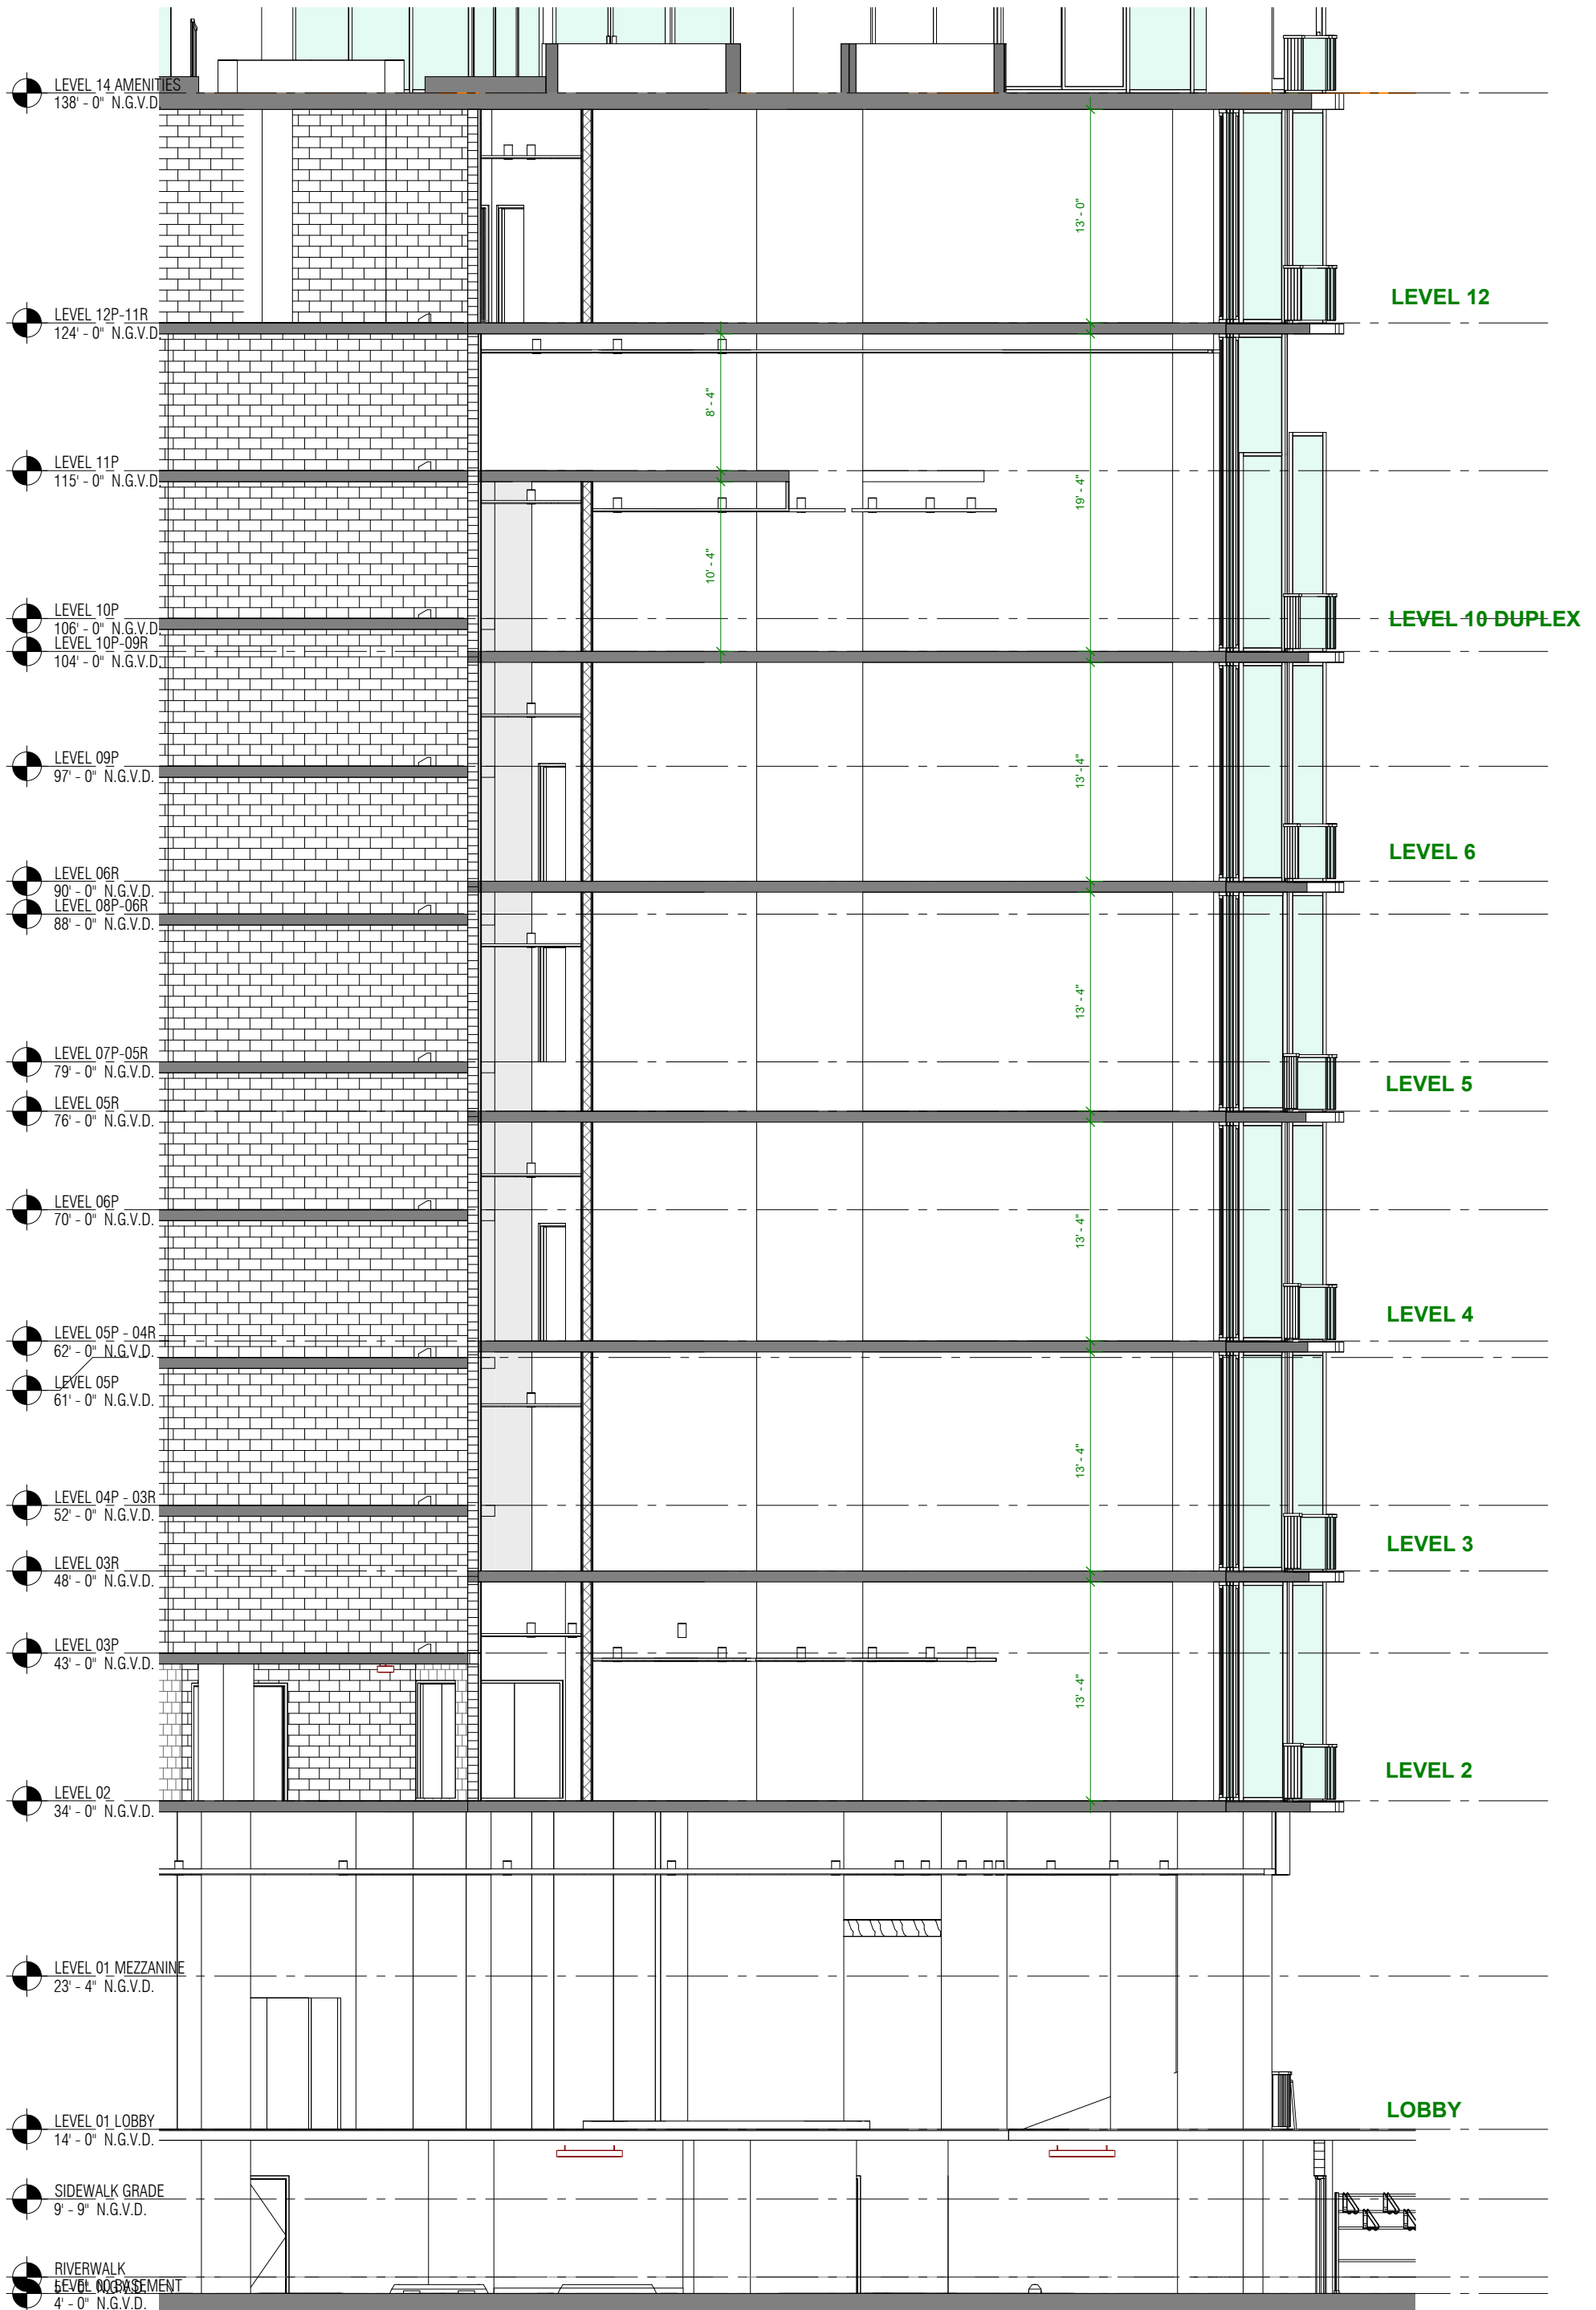 LEVEL 14 AMENITIES
138' - 0" N.G.V.D.
13' - 0"
LEVEL 12
LEVEL 12P-11R
124' - 0" N.G.V.D.
8' - 4"
LEVEL 11P
115' - 0" N.G.V.D.
19' - 4"
10' - 4"
LEVEL 10P
106' - 0" N.G.V.D.
LEVEL 10 DUPLEX
LEVEL 10P-09R
104' - 0" N.G.V.D.
13' - 4"
LEVEL 09P
97' - 0" N.G.V.D.
LEVEL 6
LEVEL 06R
90' - 0" N.G.V.D.
LEVEL 08P-06R
88' - 0" N.G.V.D.
13' - 4"
LEVEL 07P-05R
79' - 0" N.G.V.D.
LEVEL 5
LEVEL 05R
76' - 0" N.G.V.D.
LEVEL 06P
70' - 0" N.G.V.D.
13' - 4"
LEVEL 4
LEVEL 05P - 04R
62' - 0" N.G.V.D.
LEVEL 05P
61' - 0" N.G.V.D.
13' - 4"
LEVEL 04P - 03R
52' - 0" N.G.V.D.
LEVEL 3
LEVEL 03R
48' - 0" N.G.V.D.
LEVEL 03P
43' - 0" N.G.V.D.
13' - 4"
LEVEL 2
LEVEL 02
34' - 0" N.G.V.D.
LEVEL 01 MEZZANINE
23' - 4" N.G.V.D.
LOBBY
LEVEL 01 LOBBY
14' - 0" N.G.V.D.
SIDEWALK GRADE
9' - 9" N.G.V.D.
RIVERWALK
LEVEL 00 BASEMENT
4' - 0" N.G.V.D.